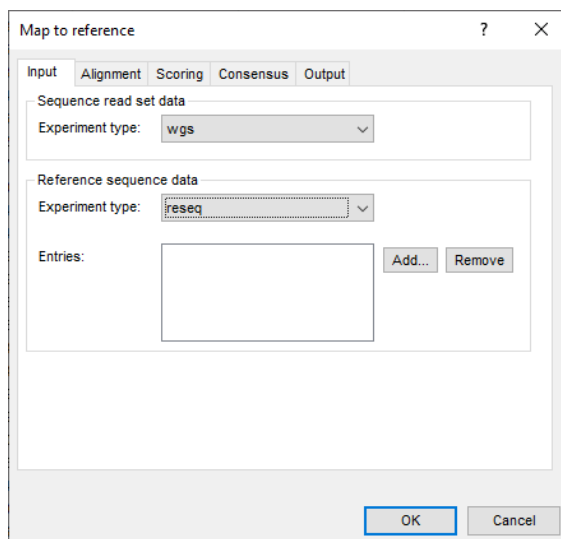 Map to reference ?
Input Alignment Scoring Consensus Output
Sequence read set data
Experiment type: wgs
Reference sequence data
Experiment type: reseq
Entries: Add... Remove
OK Cancel